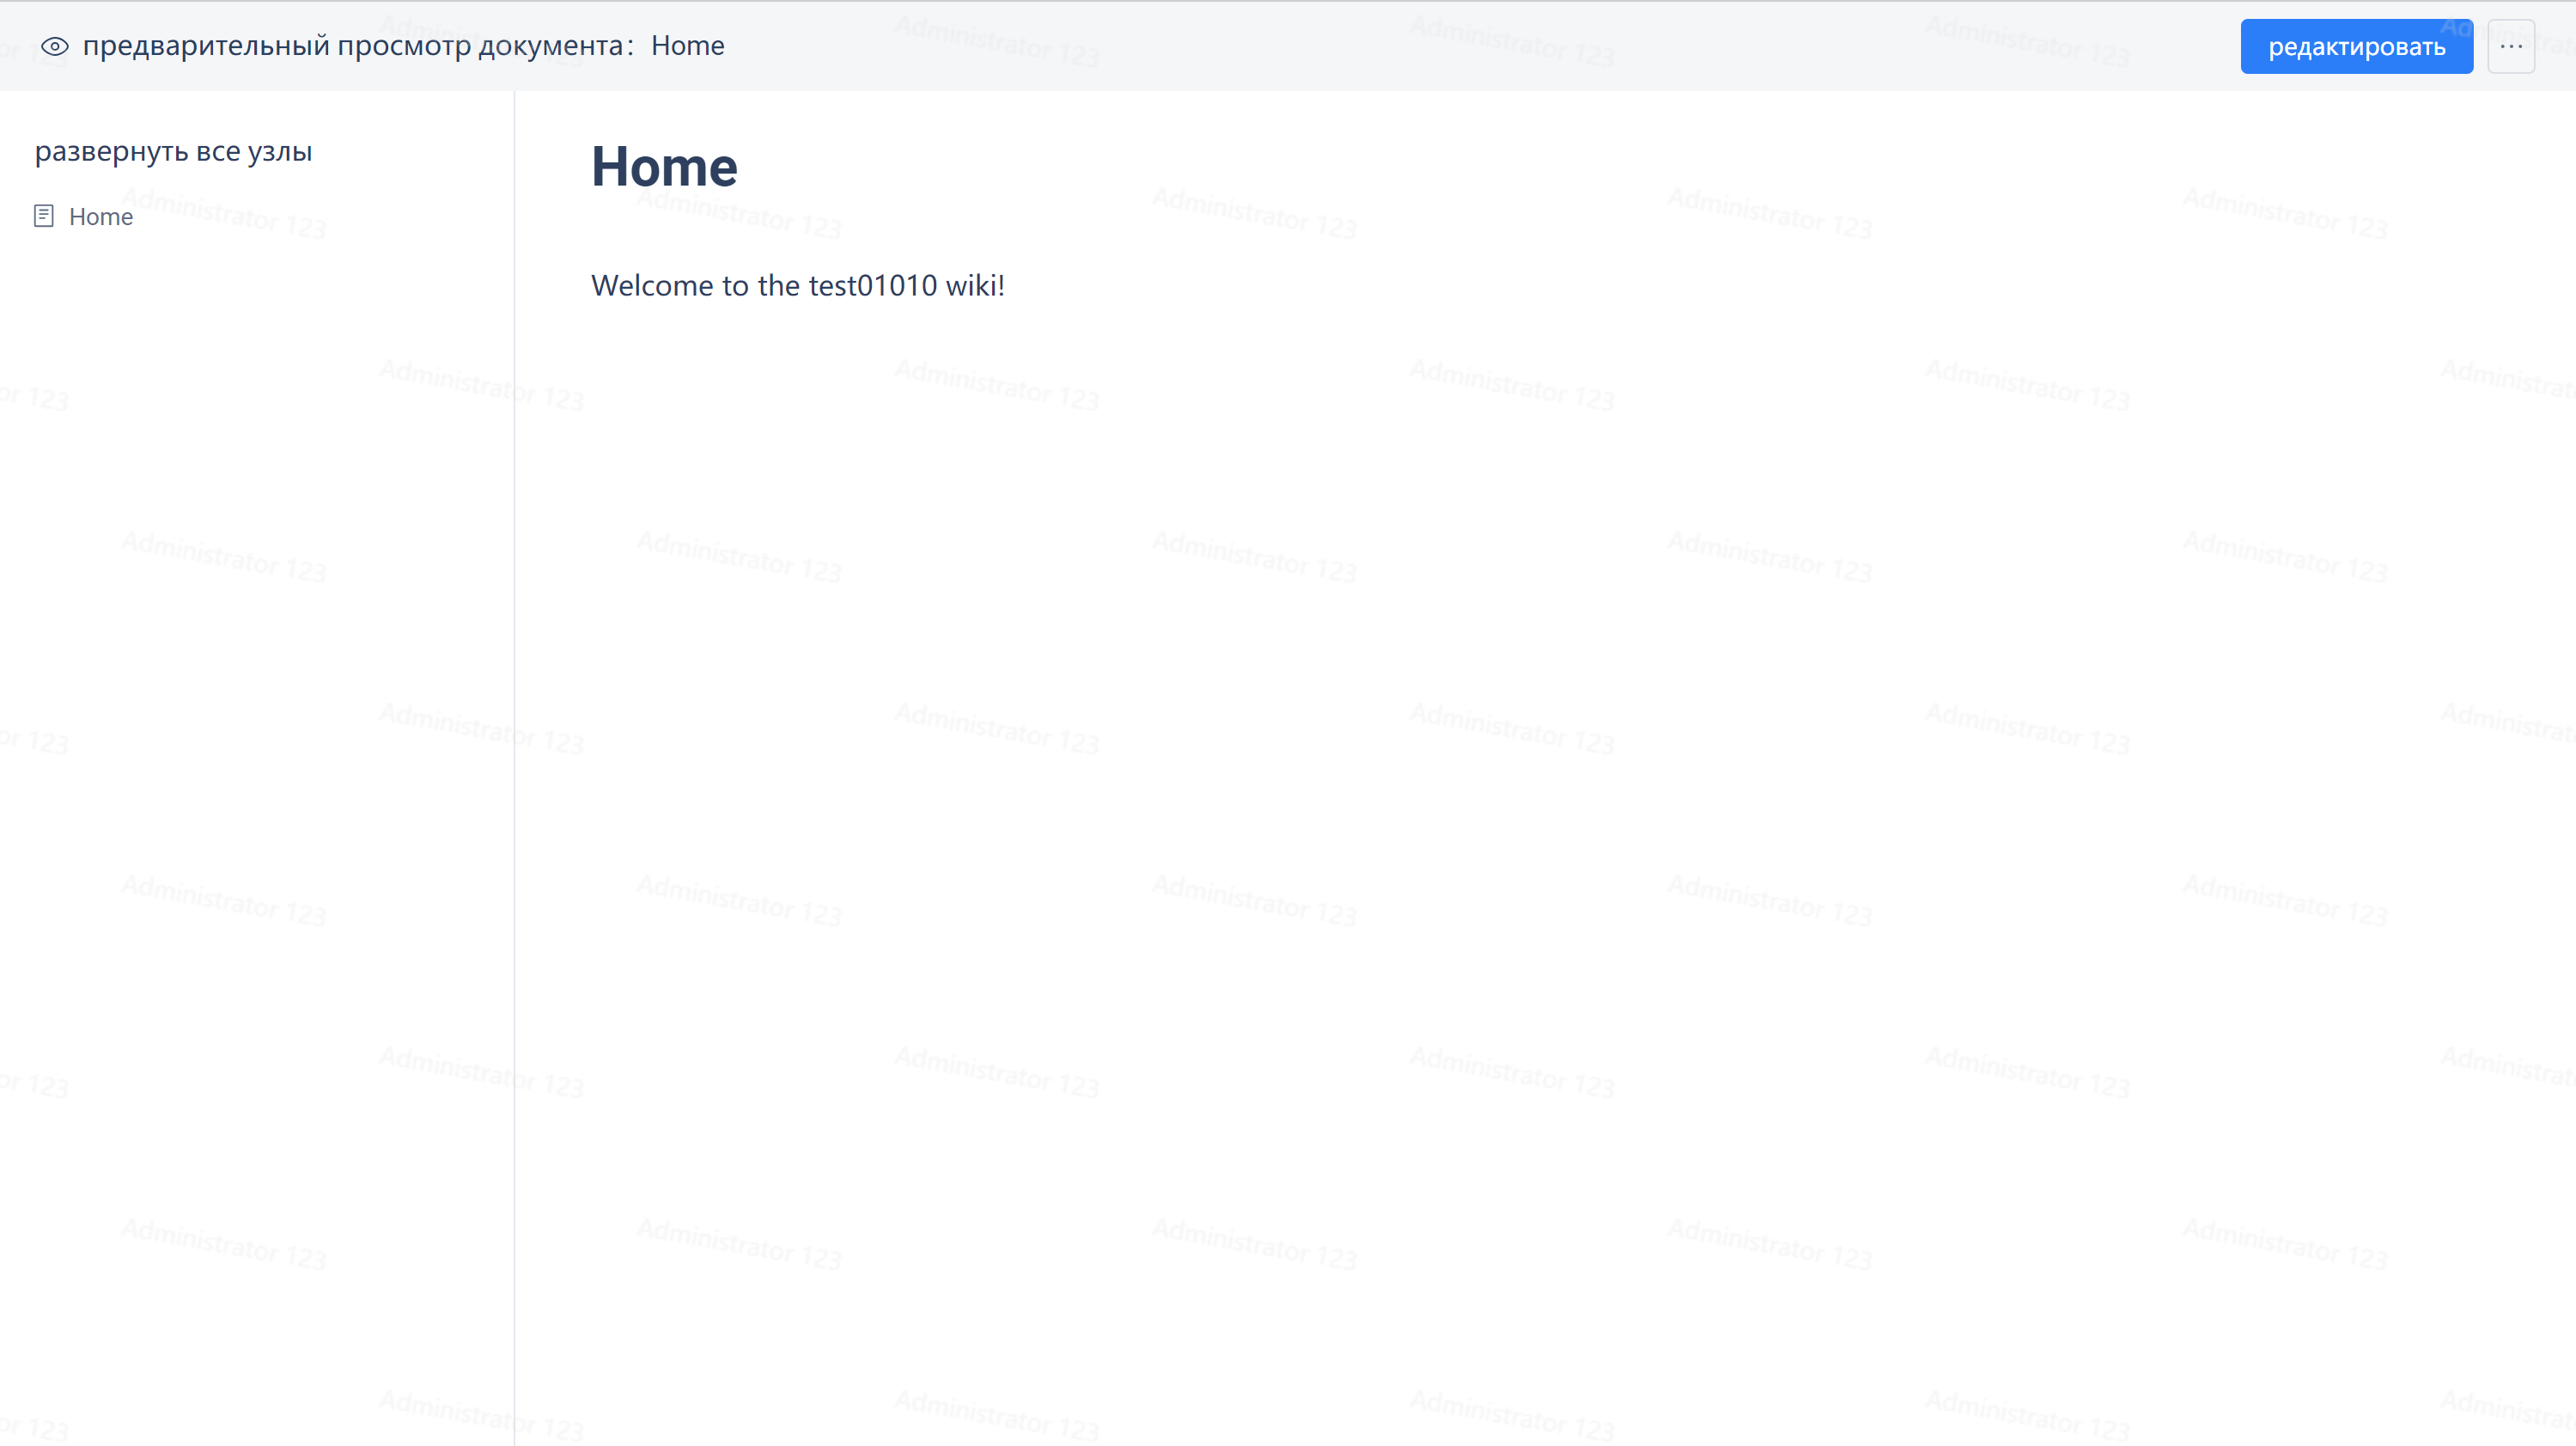 предварительный просмотр документа： Home
редактировать
...
развернуть все узлы
Home
Home
Welcome to the test01010 wiki!
Administrator 123